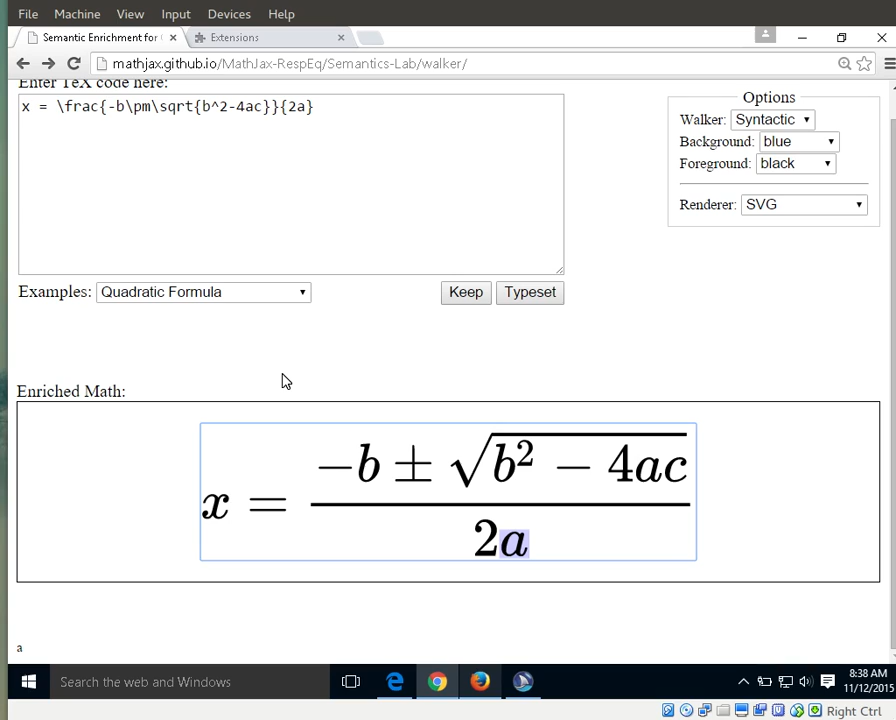 File Machine View Input Devices Help
Semantic Enrichment for Extensions
mathjax.github.io/MathJax-RespEq/Semantics-Lab/walker/
Enter TeX code here:
x = \frac{-b\pm\sqrt{b^2-4ac}}{2a}
Options
Walker: Syntactic
Background: blue
Foreground: black
Renderer: SVG
Examples: Quadratic Formula Keep Typeset
Enriched Math:
−b ± √b² − 4ac
x =
2a
a
Search the web and Windows
8:38 AM
11/12/2015
Right Ctrl